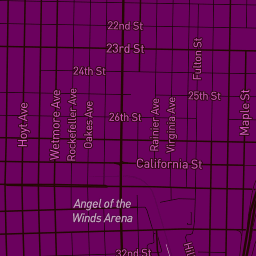 22nd St
23rd St
Fulton St
24th St
25th St
Hoyt Ave
Wetmore Ave
Rockefeller Ave
Oakes Ave
26th St
Rainier Ave
Virginia Ave
Maple St
California St
Angel of the
Winds Arena
32nd St
Hill